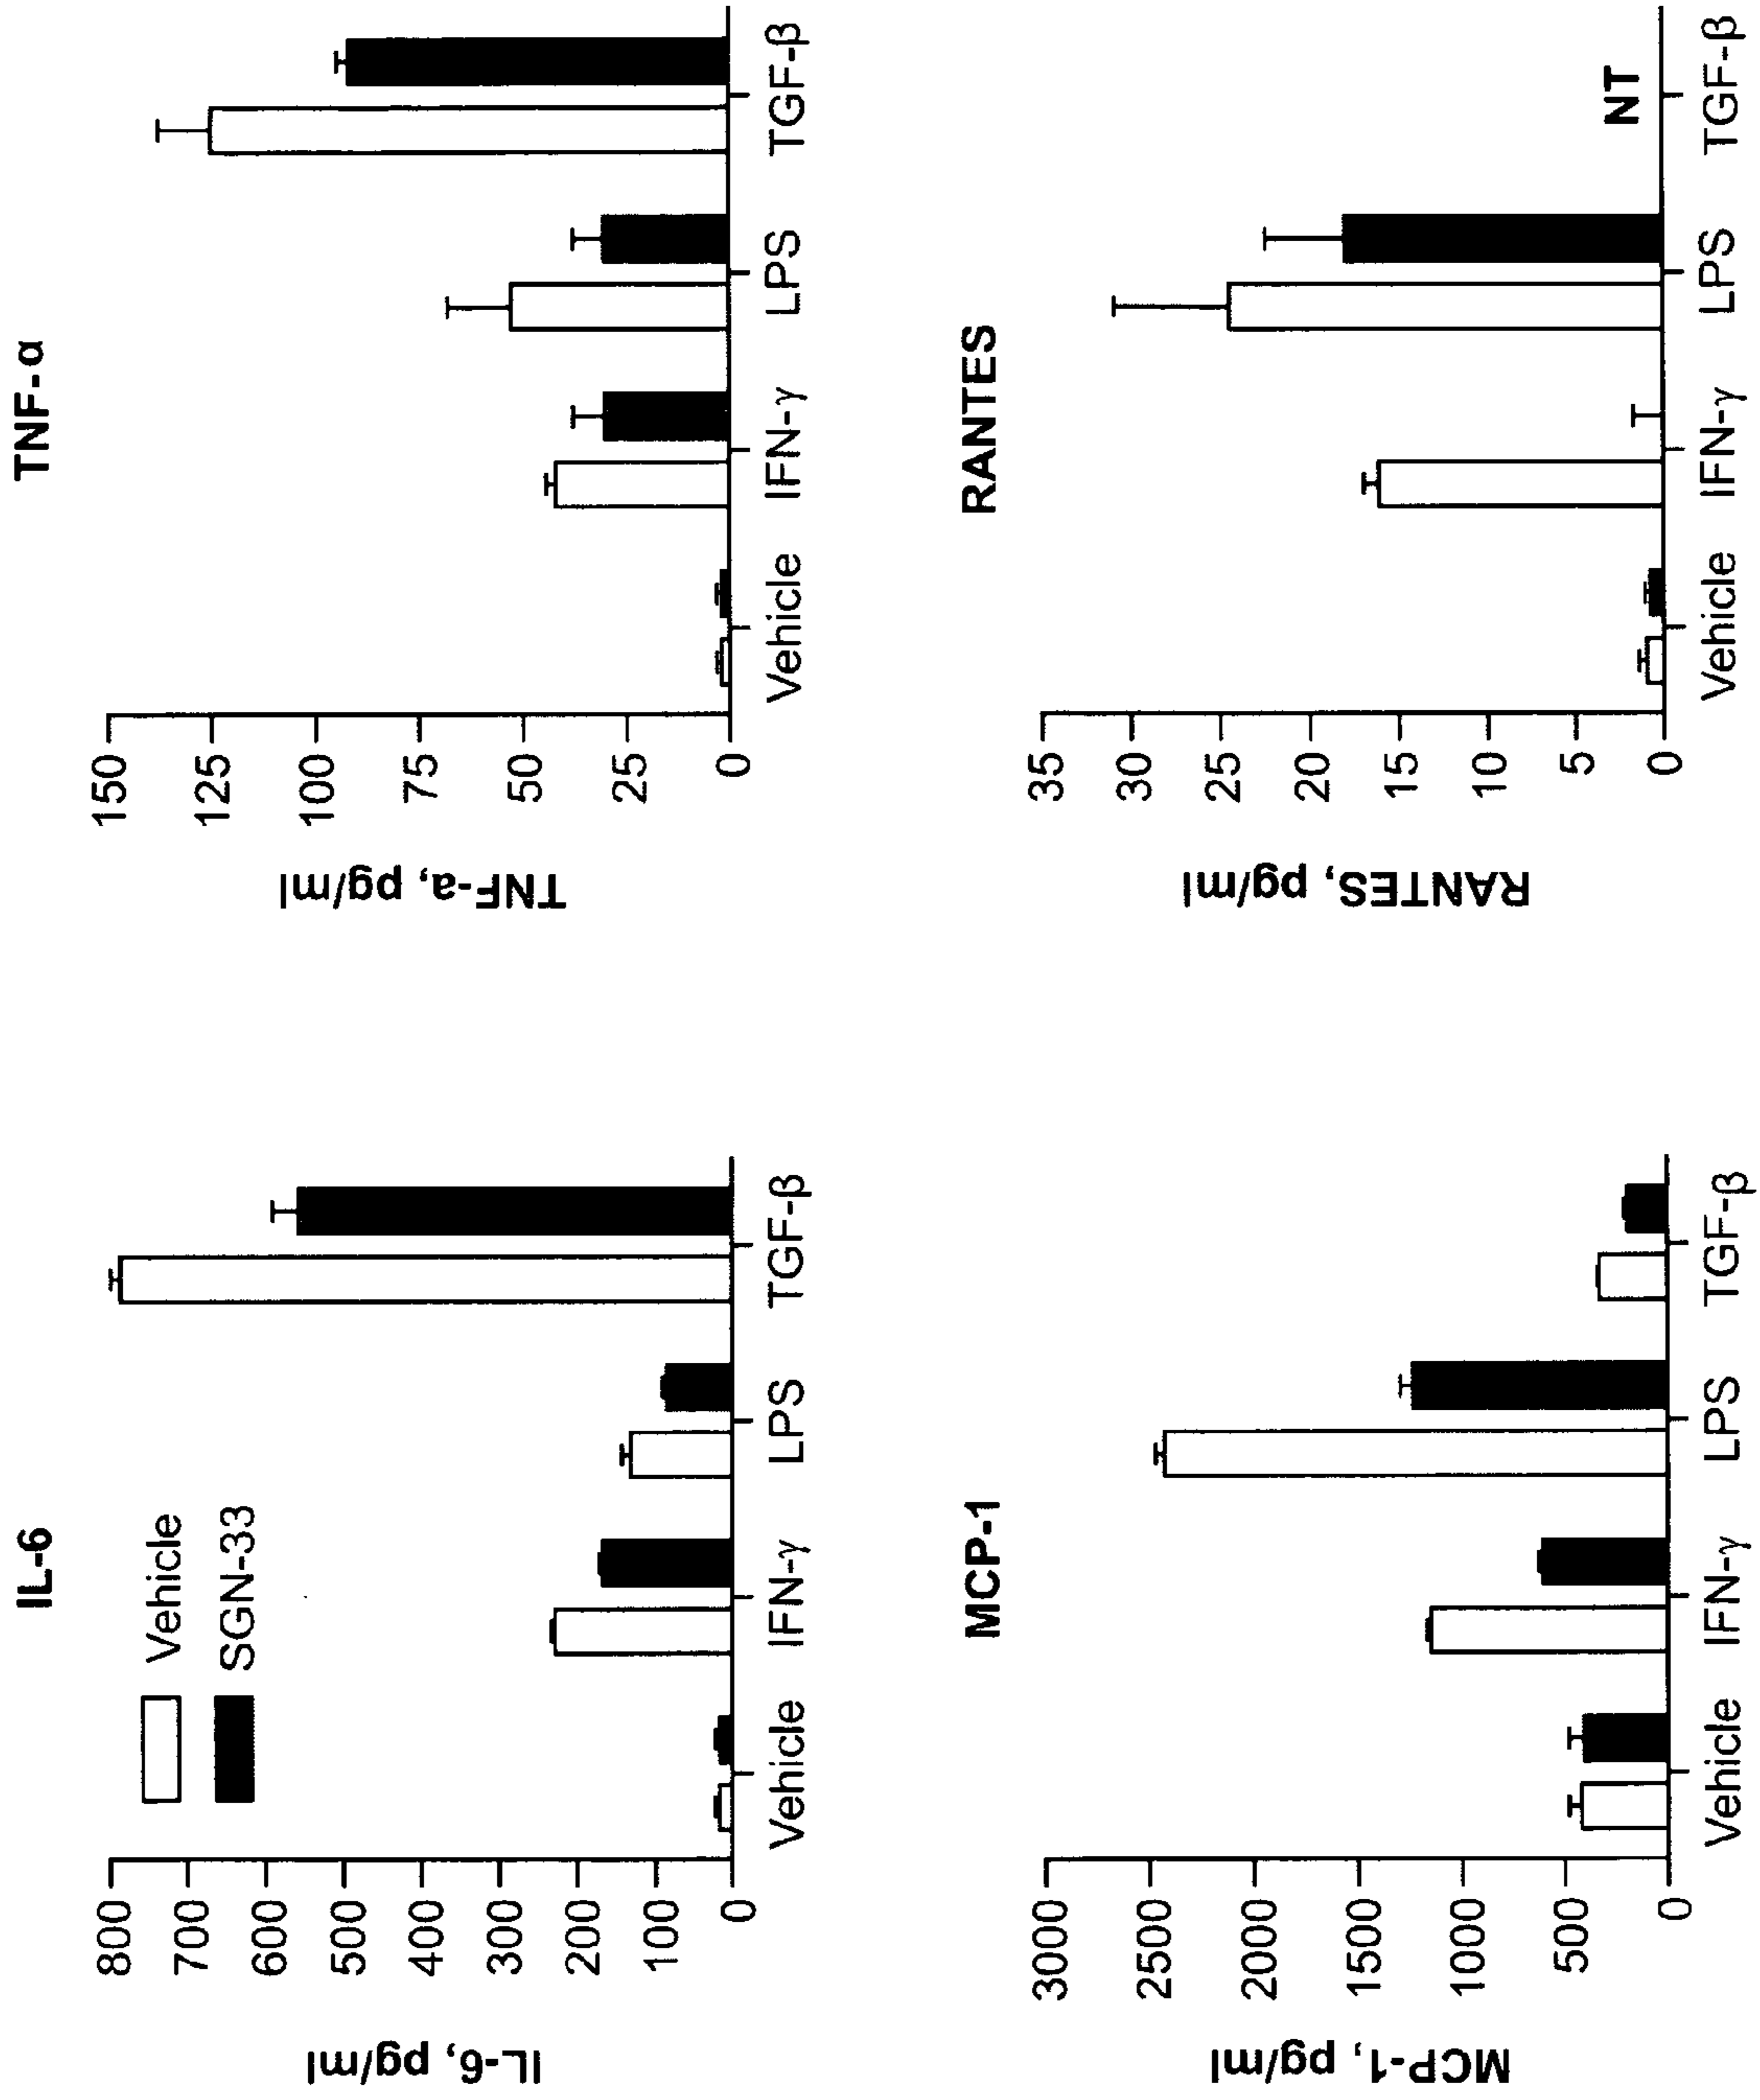 IL-6
Vehicle
SGN-33
IL-6, pg/ml
800
700
600
500
400
300
200
100
0
Vehicle IFN-γ LPS TGF-β
TNF-α
TNF-a, pg/ml
150
125
100
75
50
25
0
Vehicle IFN-γ LPS TGF-β
MCP-1
MCP-1, pg/ml
3000
2500
2000
1500
1000
500
0
Vehicle IFN-γ LPS TGF-β
RANTES
RANTES, pg/ml
35
30
25
20
15
10
5
0
NT
Vehicle IFN-γ LPS TGF-β